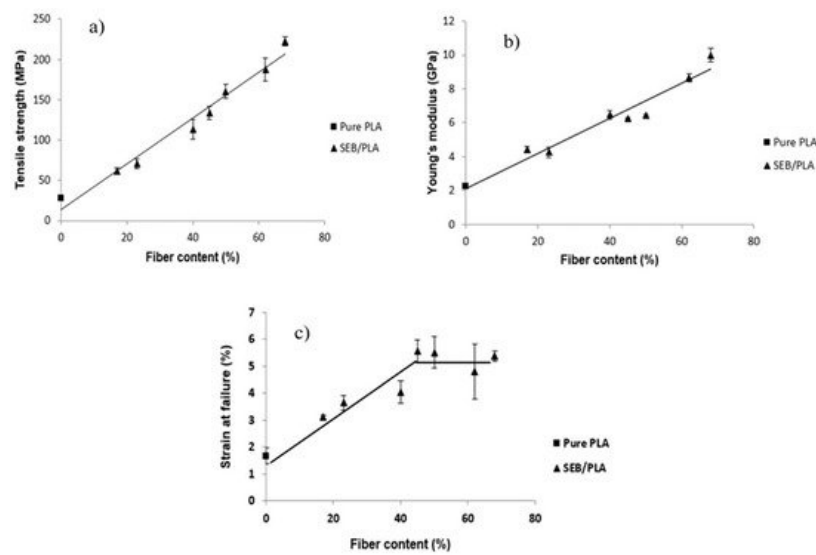 a)
Tensile strength (MPa)
250
200
150
100
50
0
0 20 40 60 80
Fiber content (%)
Pure PLA
SEB/PLA
b)
Young's modulus (GPa)
12
10
8
6
4
2
0
0 20 40 60 80
Fiber content (%)
Pure PLA
SEB/PLA
c)
Strain at failure (%)
7
6
5
4
3
2
1
0
0 20 40 60 80
Fiber content (%)
Pure PLA
SEB/PLA